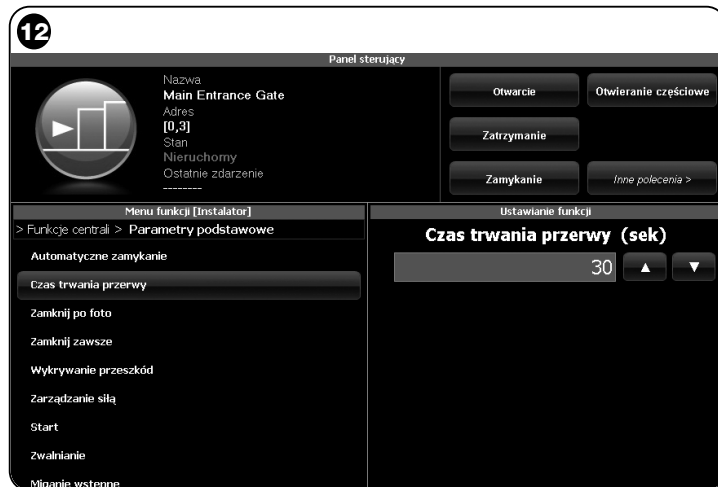 12
Panel sterujący
Nazwa
Main Entrance Gate
Adres
[0,3]
Stan
Nieruchomy
Ostatnie zdarzenie
--------
Otwarcie
Otwieranie częściowe
Zatrzymanie
Zamykanie
Inne polecenia >
Menu funkcji [Instalator]
> Funkcje centrali > Parametry podstawowe
Automatyczne zamykanie
Czas trwania przerwy
Zamknij po foto
Zamknij zawsze
Wykrywanie przeszkód
Zarządzanie siłą
Start
Zwalnianie
Miganie wstępne
Ustawianie funkcji
Czas trwania przerwy (sek)
30